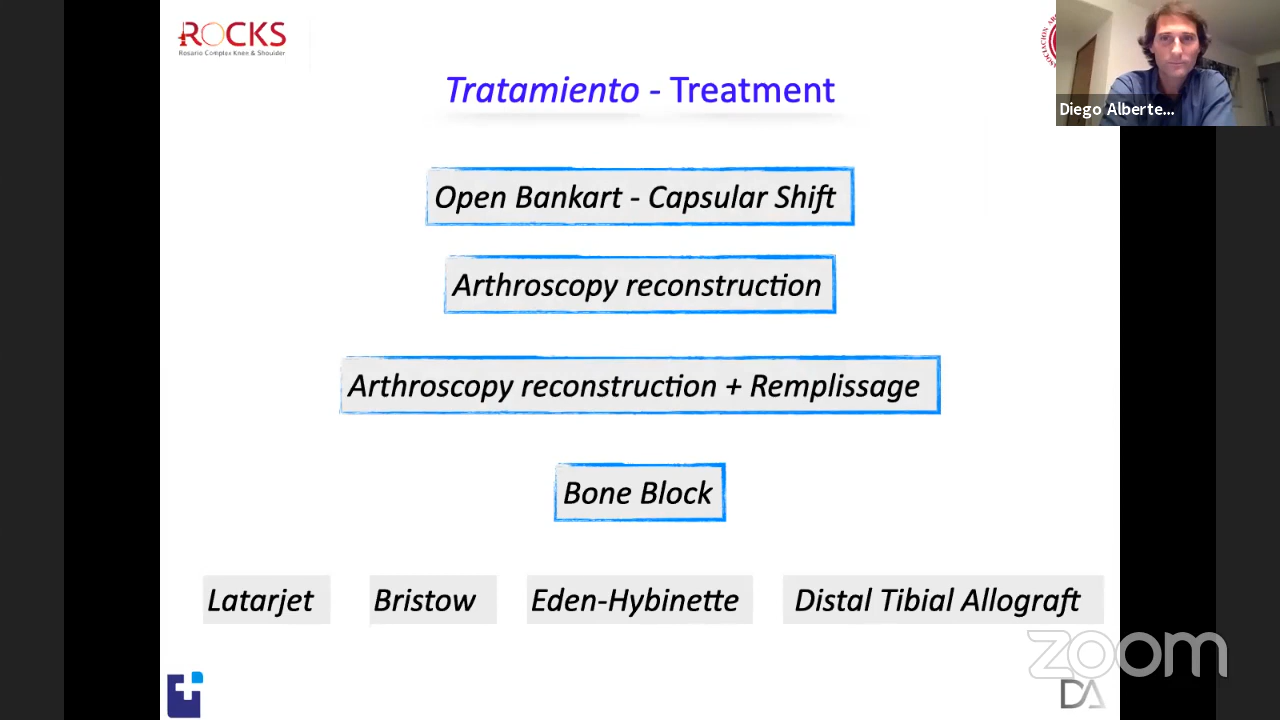 ROCKS
Rosario Complex Knee & Shoulder
Diego Alberte...
Tratamiento - Treatment
Open Bankart - Capsular Shift
Arthroscopy reconstruction
Arthroscopy reconstruction + Remplissage
Bone Block
Latarjet
Bristow
Eden-Hybinette
Distal Tibial Allograft
zoom
DA